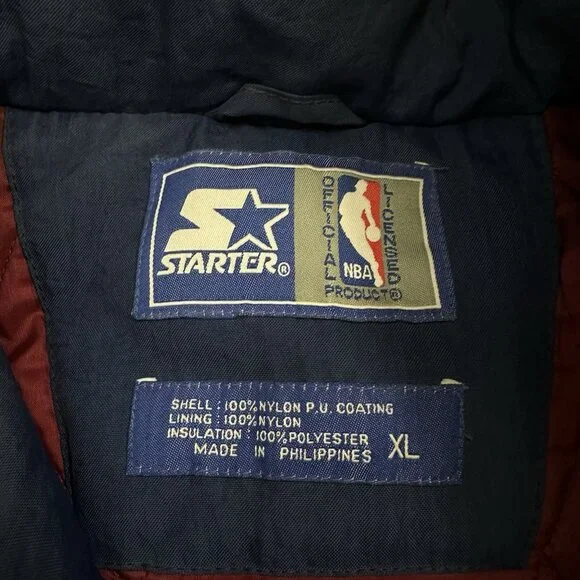 STARTER®
OFFICIAL
LICENSED
NBA
PRODUCT®
SHELL : 100% NYLON P.U. COATING
LINING : 100% NYLON
INSULATION : 100% POLYESTER
MADE IN PHILIPPINES
XL